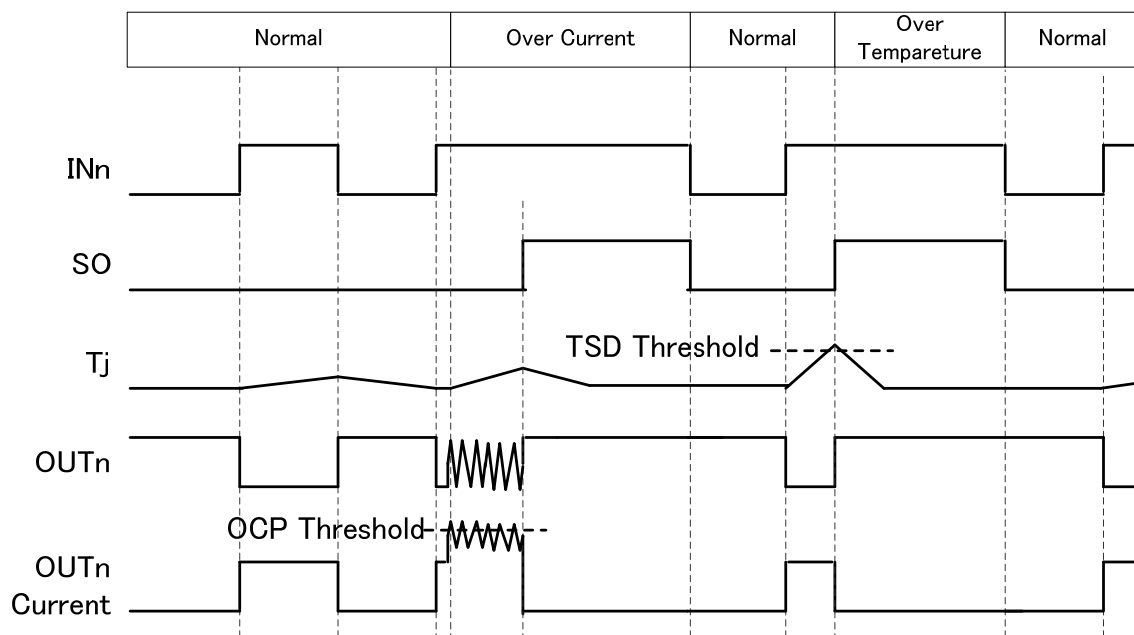 Normal
Over Current
Normal
Over
Tempareture
Normal
INn
SO
TSD Threshold
Tj
OUTn
OCP Threshold
OUTn
Current